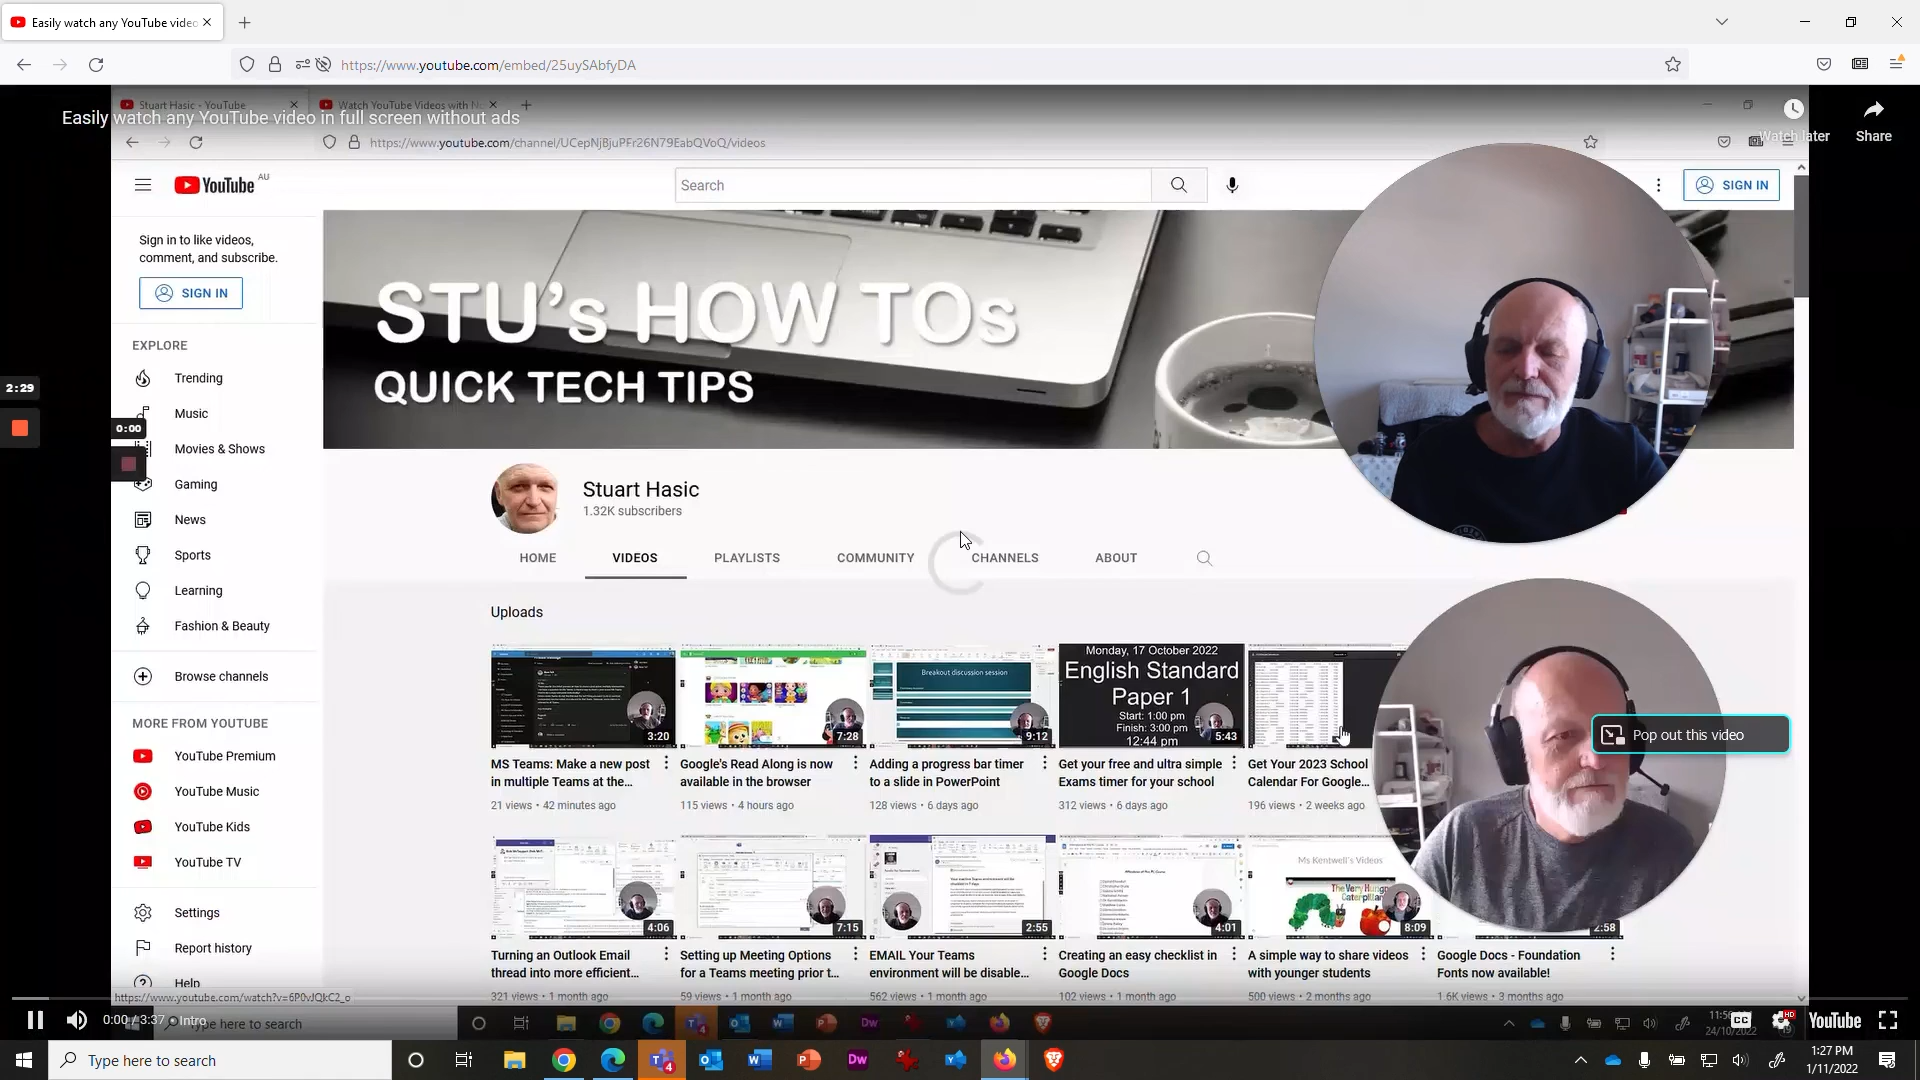 Easily watch any YouTube video
https://www.youtube.com/embed/25uySAbfyDA
Stuart Hasic - YouTube
Watch YouTube Videos with N
Easily watch any YouTube video in full screen without ads
Watch later
Share
https://www.youtube.com/channel/UCepNjBjuPFr26N79EabQVoQ/videos
YouTube AU
Search
SIGN IN
Sign in to like videos,
comment, and subscribe.
SIGN IN
STU's HOW TOs
QUICK TECH TIPS
EXPLORE
Trending
Music
Movies & Shows
Gaming
News
Sports
Learning
Fashion & Beauty
Browse channels
MORE FROM YOUTUBE
YouTube Premium
YouTube Music
YouTube Kids
YouTube TV
Settings
Report history
Help
2:29
0:00
Stuart Hasic
1.32K subscribers
HOME VIDEOS PLAYLISTS COMMUNITY CHANNELS ABOUT
Uploads
3:20
MS Teams: Make a new post
in multiple Teams at the...
21 views • 42 minutes ago
7:28
Google's Read Along is now
available in the browser
115 views • 4 hours ago
Breakout discussion session
9:12
Adding a progress bar timer
to a slide in PowerPoint
128 views • 6 days ago
Monday, 17 October 2022
English Standard
Paper 1
Start: 1:00 pm
Finish: 3:00 pm
12:44 pm
5:43
Get your free and ultra simple
Exams timer for your school
312 views • 6 days ago
Get Your 2023 School
Calendar For Google...
196 views • 2 weeks ago
Pop out this video
4:06
Turning an Outlook Email
thread into more efficient...
321 views • 1 month ago
7:15
Setting up Meeting Options
for a Teams meeting prior t...
59 views • 1 month ago
2:55
EMAIL Your Teams
environment will be disable...
562 views • 1 month ago
4:01
Creating an easy checklist in
Google Docs
102 views • 1 month ago
Ms Kentwell's Videos
The Very Hungry
Caterpillar
8:09
A simple way to share videos
with younger students
500 views • 2 months ago
2:58
Google Docs - Foundation
Fonts now available!
1.6K views • 3 months ago
https://www.youtube.com/watch?v=6P0vJQkC2_o
0:00 / 3:37 • Intro
Type here to search
24/10/2022
CC
HD
YouTube
Type here to search
4
1:27 PM
1/11/2022